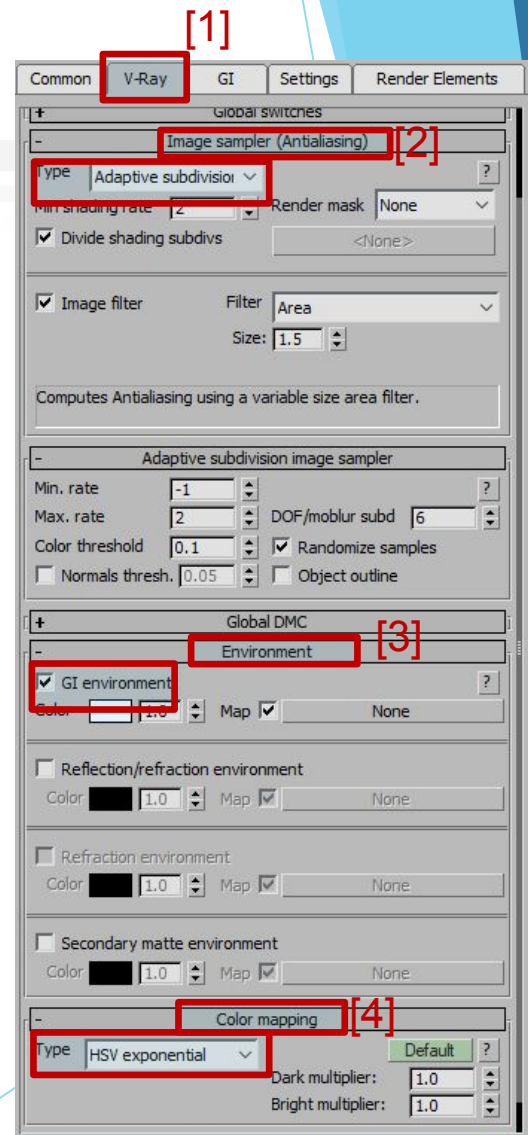 [1]
Common V-Ray GI Settings Render Elements
+ Global switches
- Image sampler (Antialiasing) [2]
Type Adaptive subdivision ?
Min shading rate 2 Render mask None
Divide shading subdivs <None>
Image filter Filter Area
Size: 1.5
Computes Antialiasing using a variable size area filter.
- Adaptive subdivision image sampler
Min. rate -1 ?
Max. rate 2 DOF/moblur subd 6
Color threshold 0.1 Randomize samples
Normals thresh. 0.05 Object outline
+ Global DMC
- Environment [3]
GI environment ?
Color 1.0 Map None
Reflection/refraction environment
Color 1.0 Map None
Refraction environment
Color 1.0 Map None
Secondary matte environment
Color 1.0 Map None
- Color mapping [4]
Type HSV exponential Default ?
Dark multiplier: 1.0
Bright multiplier: 1.0